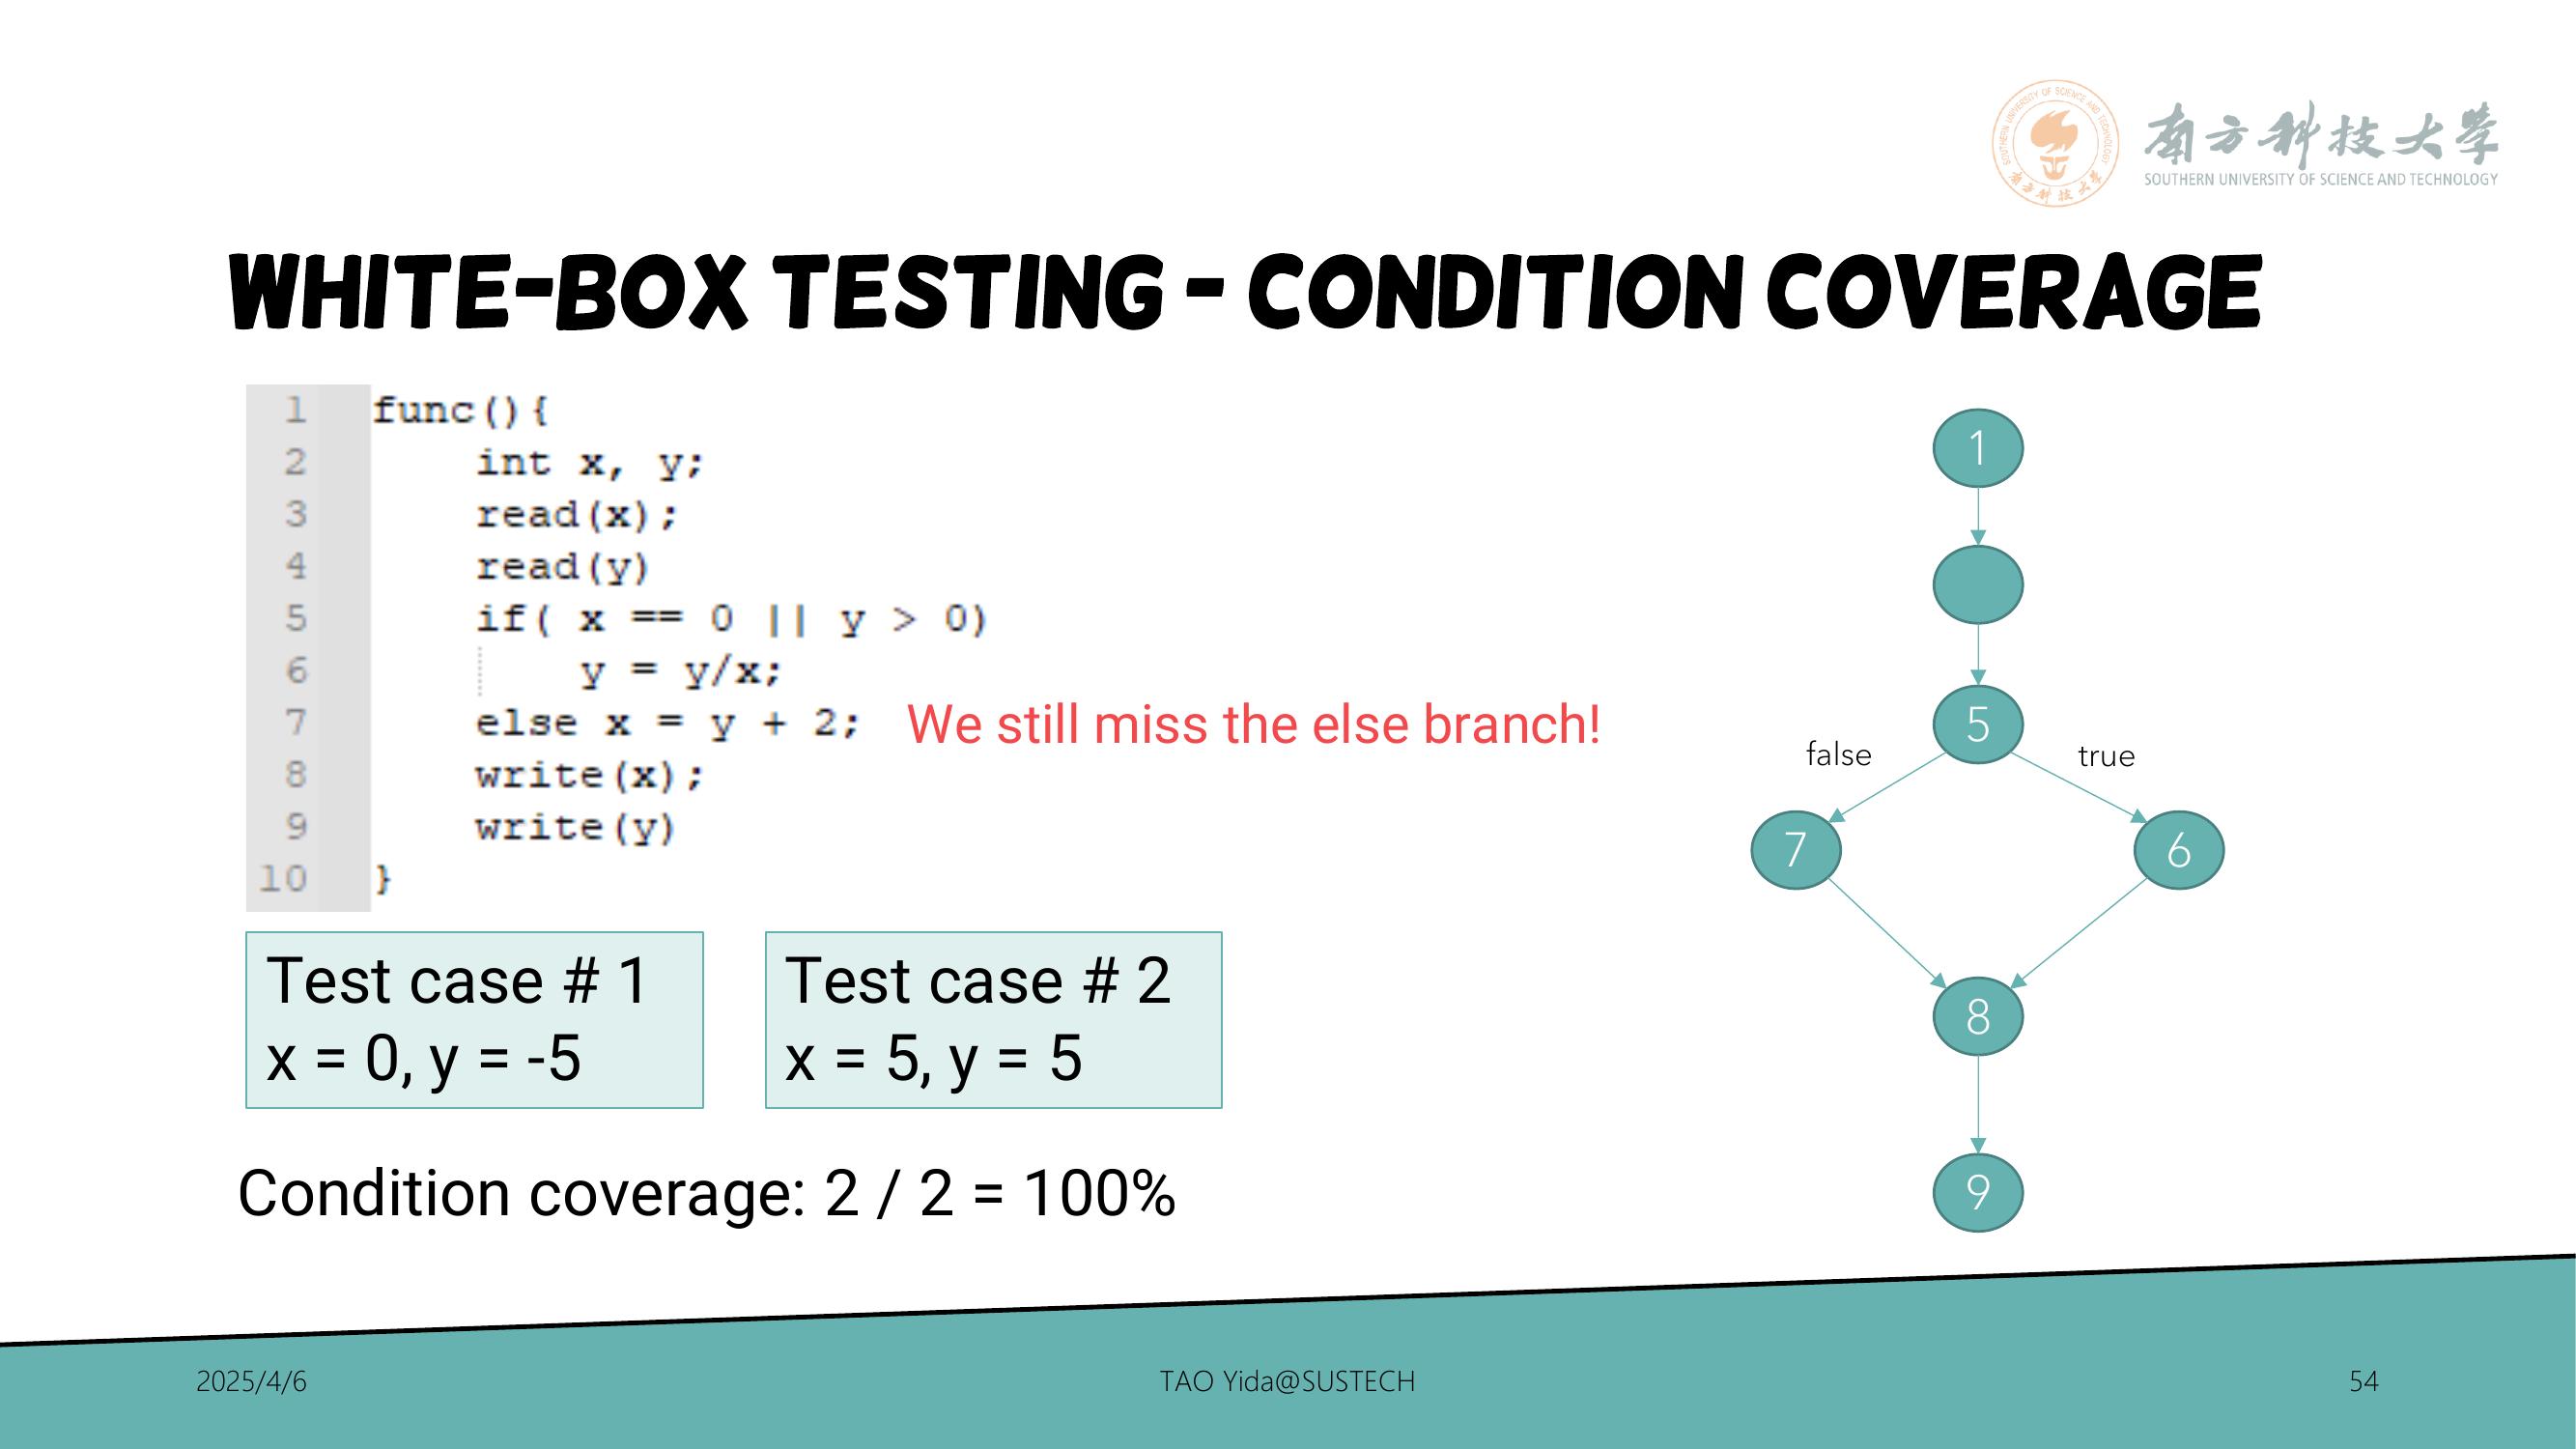 南方科技大學
SOUTHERN UNIVERSITY OF SCIENCE AND TECHNOLOGY
WHITE-BOX TESTING - CONDITION COVERAGE
1 func(){
2 int x, y;
3 read(x);
4 read(y)
5 if( x == 0 || y > 0)
6 y = y/x;
7 else x = y + 2;
8 write(x);
9 write(y)
10 }
We still miss the else branch!
1
5
false
true
7
6
8
9
Test case # 1
x = 0, y = -5
Test case # 2
x = 5, y = 5
Condition coverage: 2 / 2 = 100%
2025/4/6
TAO Yida@SUSTECH
54